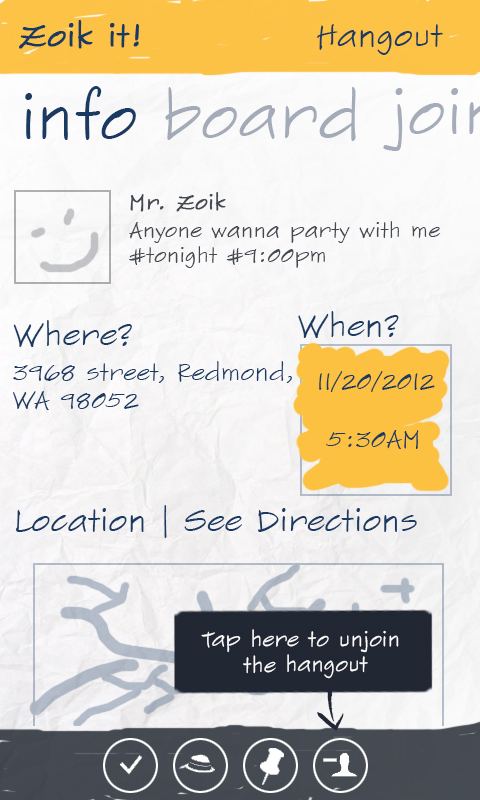 Zoik it! Hangout
info board join
Mr. Zoik
Anyone wanna party with me
#tonight #9:00pm
Where?
3968 street, Redmond,
WA 98052
When?
11/20/2012
5:30AM
Location | See Directions
Tap here to unjoin
the hangout